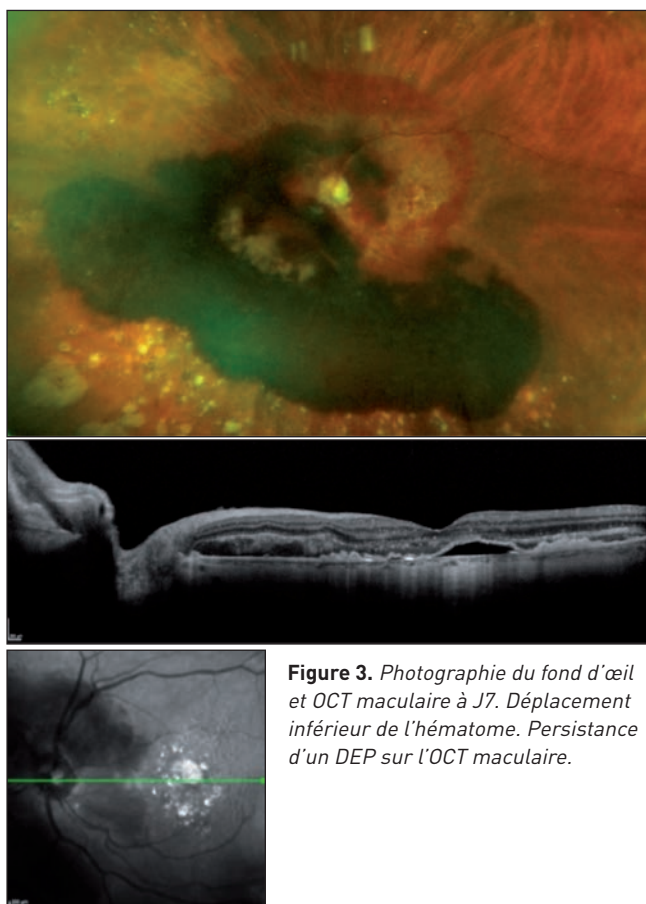 Figure 3. Photographie du fond d’œil
et OCT maculaire à J7. Déplacement
inférieur de l’hématome. Persistance
d’un DEP sur l’OCT maculaire.